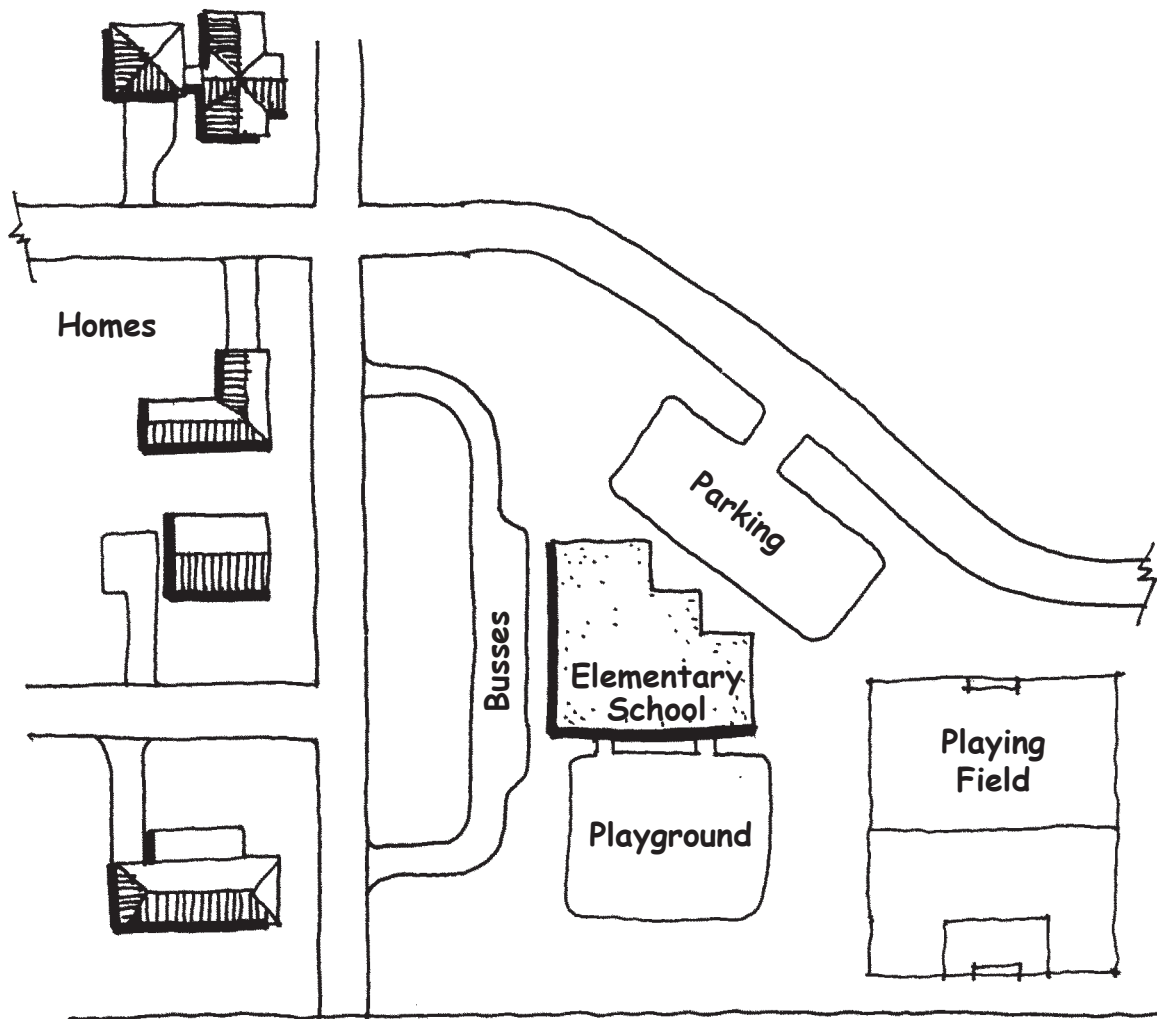 Homes
Parking
Busses
Elementary
School
Playing
Field
Playground